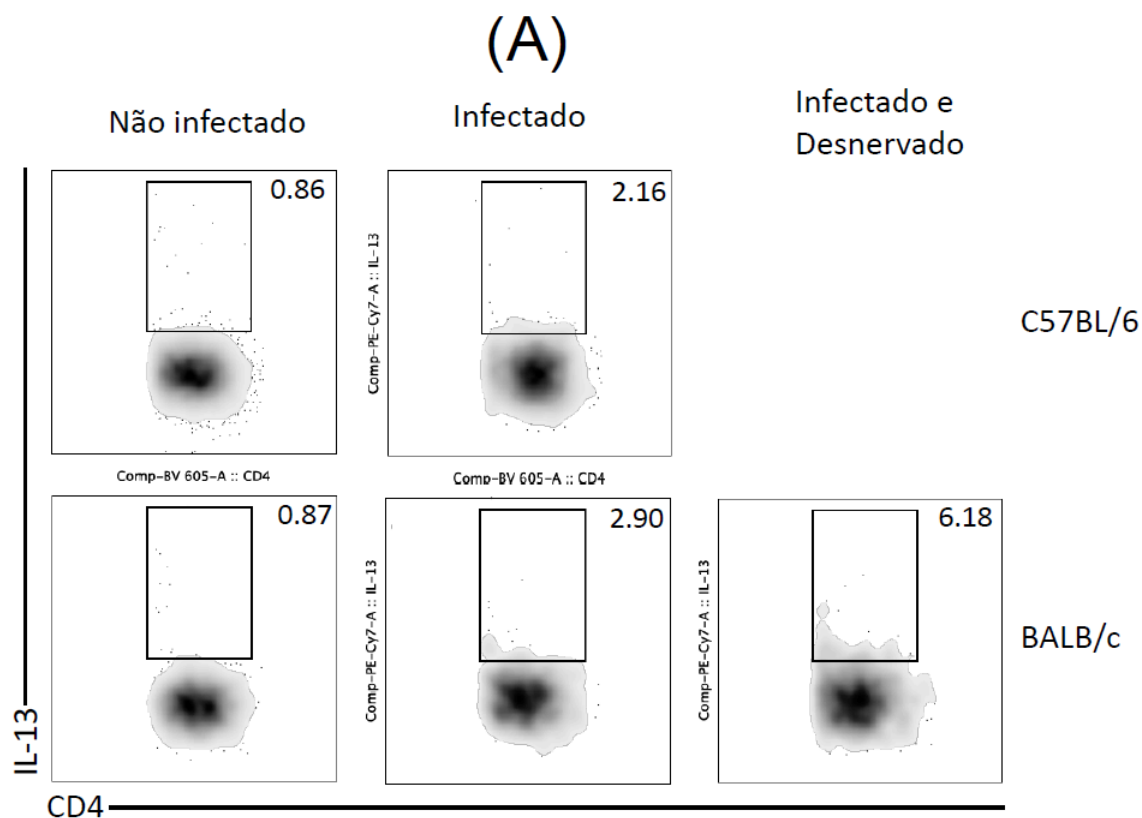 (A)
Não infectado
Infectado
Infectado e
Desnervado
0.86
2.16
Comp-PE-Cy7-A :: IL-13
C57BL/6
Comp-BV 605-A :: CD4
Comp-BV 605-A :: CD4
0.87
2.90
6.18
Comp-PE-Cy7-A :: IL-13
Comp-PE-Cy7-A :: IL-13
BALB/c
IL-13
CD4